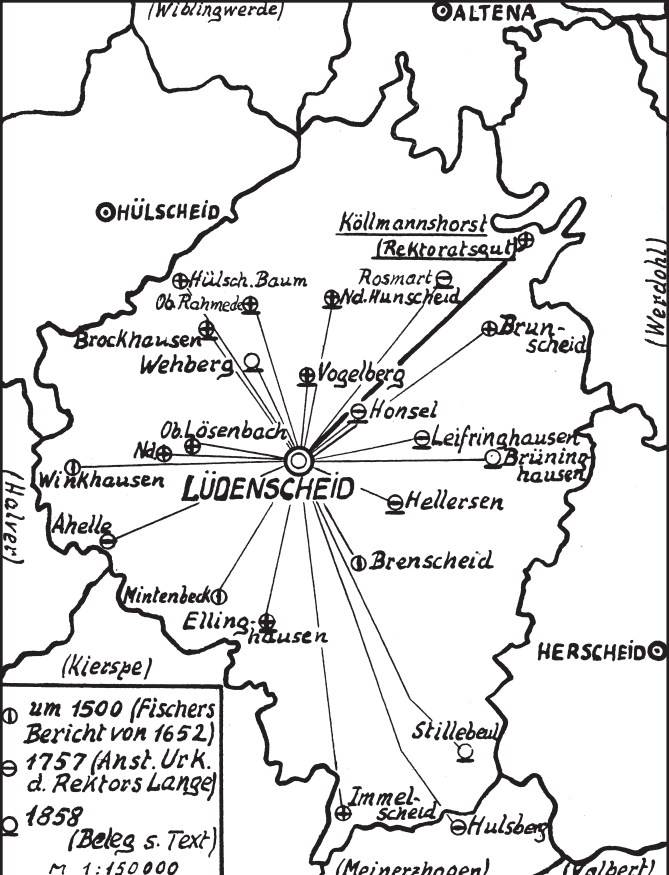 (Wiblingwerde)
ALTENA
HÜLSCHEID
Köllmannshorst
(Rektoratsgut)
Hülsch. Baum
Rosmart
Ob. Rahmede
Nd. Hunscheid
(Werdohl)
Brockhausen
Brun-
scheid
Wehberg
Vogelberg
Honsel
Ob. Lösenbach
Nd.
Leifringhausen
Brüning
hausen
Winkhausen
LÜDENSCHEID
(Halver)
Hellersen
Ahelle
Brenscheid
Mintenbeck
Elling-
hausen
HERSCHEID
(Kierspe)
um 1500 (Fischers
Bericht von 1652)
1757 (Anst. Urk.
d. Rektors Lange)
1858
(Beleg s. Text)
M 1:150000
Stillebeul
Immel-
scheid
Hulsberg
(Meinerzhagen)
(Valbert)